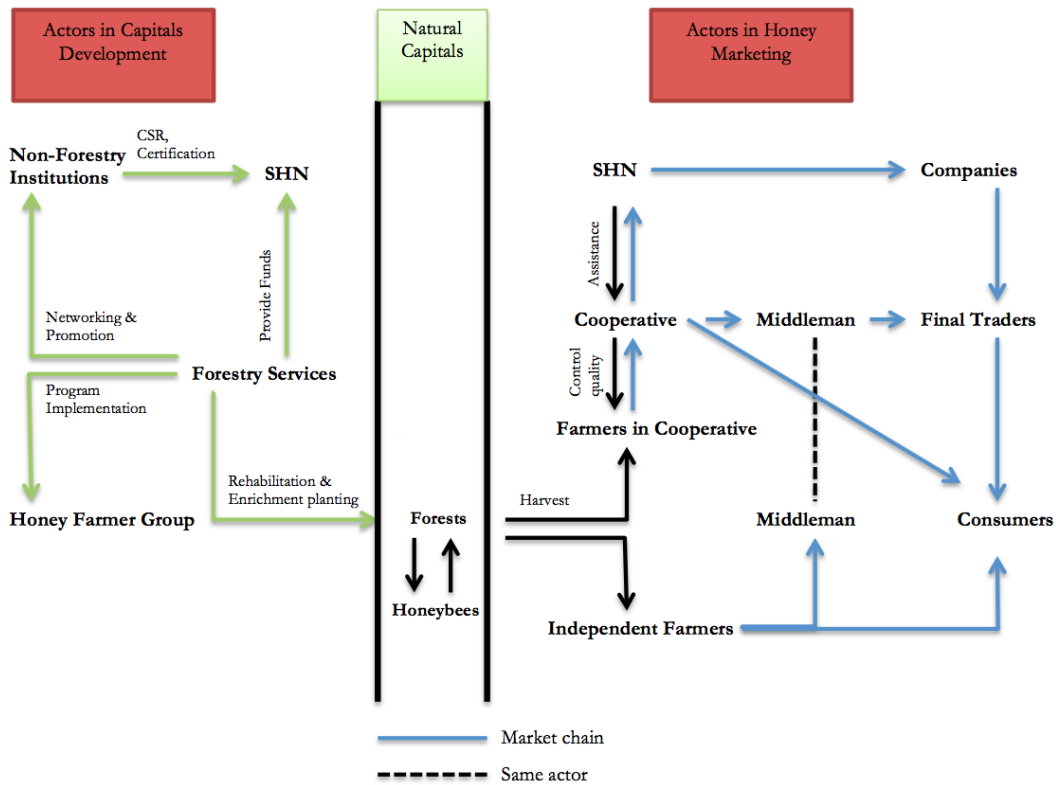 Actors in Capitals
Development
Natural
Capitals
Actors in Honey
Marketing
CSR,
Certification
Non-Forestry
Institutions
SHN
Provide Funds
Networking &
Promotion
Forestry Services
Program
Implementation
Rehabilitation &
Enrichment planting
Honey Farmer Group
Forests
Honeybees
SHN
Companies
Assistance
Cooperative
Middleman
Final Traders
Control
quality
Farmers in Cooperative
Harvest
Middleman
Consumers
Independent Farmers
Market chain
Same actor